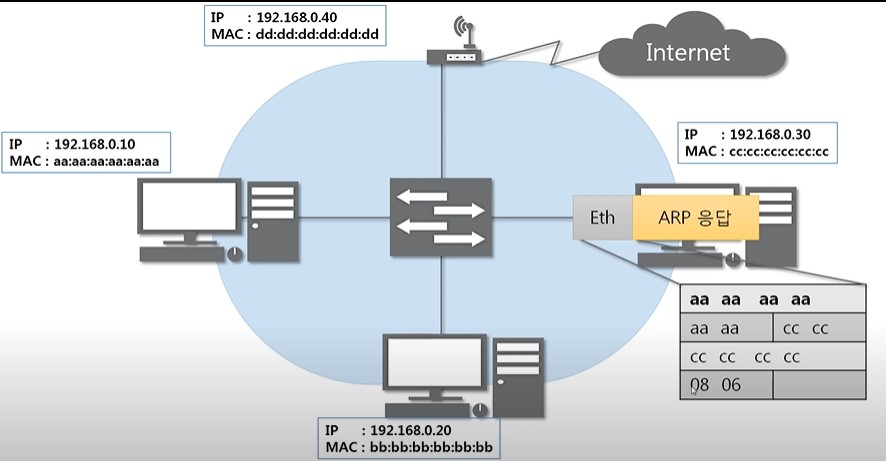 IP : 192.168.0.40
MAC : dd:dd:dd:dd:dd:dd
Internet
IP : 192.168.0.10
MAC : aa:aa:aa:aa:aa:aa
IP : 192.168.0.30
MAC : cc:cc:cc:cc:cc:cc
Eth
ARP 응답
aa aa aa aa
aa aa cc cc
cc cc cc cc
08 06
IP : 192.168.0.20
MAC : bb:bb:bb:bb:bb:bb